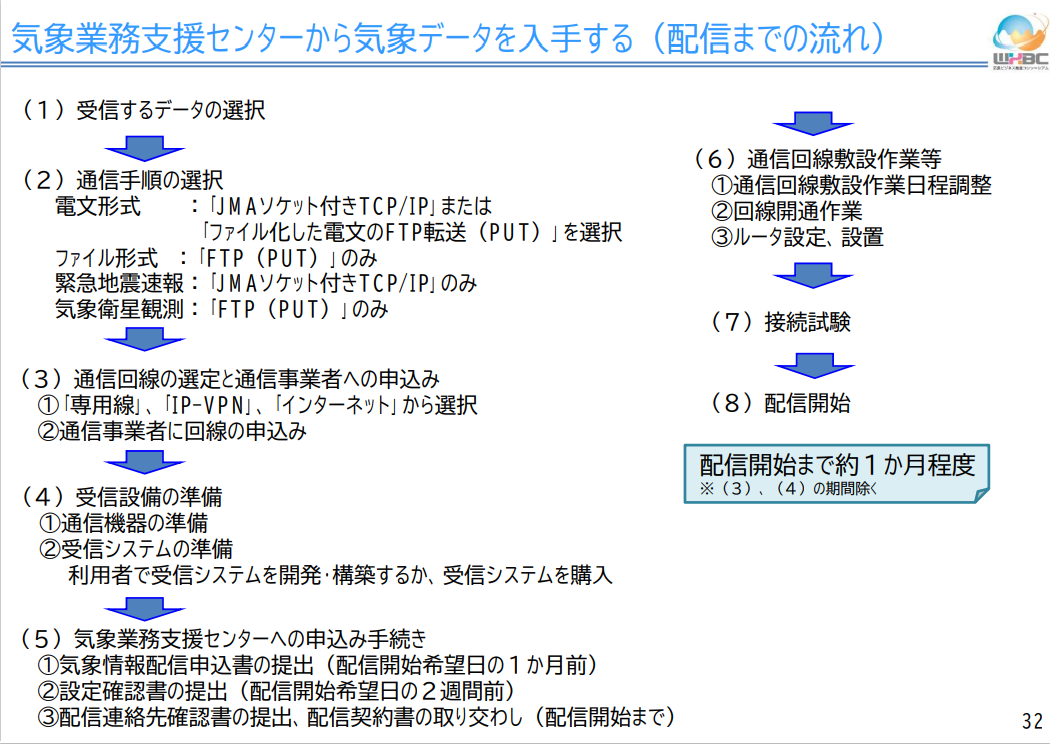 気象業務支援センターから気象データを入手する（配信までの流れ）
WXBC
気象ビジネス推進コンソーシアム
（１）受信するデータの選択
（２）通信手順の選択
電文形式　　：「JMAソケット付きTCP/IP」または
「ファイル化した電文のFTP転送（PUT）」を選択
ファイル形式　：「FTP（PUT）」のみ
緊急地震速報：「JMAソケット付きTCP/IP」のみ
気象衛星観測：「FTP（PUT）」のみ
（３）通信回線の選定と通信事業者への申込み
①「専用線」、「IP-VPN」、「インターネット」から選択
②通信事業者に回線の申込み
（４）受信設備の準備
①通信機器の準備
②受信システムの準備
利用者で受信システムを開発・構築するか、受信システムを購入
（５）気象業務支援センターへの申込み手続き
①気象情報配信申込書の提出（配信開始希望日の１か月前）
②設定確認書の提出（配信開始希望日の２週間前）
③配信連絡先確認書の提出、配信契約書の取り交わし（配信開始まで）
（６）通信回線敷設作業等
①通信回線敷設作業日程調整
②回線開通作業
③ルータ設定、設置
（７）接続試験
（８）配信開始
配信開始まで約１か月程度
※（３）、（４）の期間除く
32